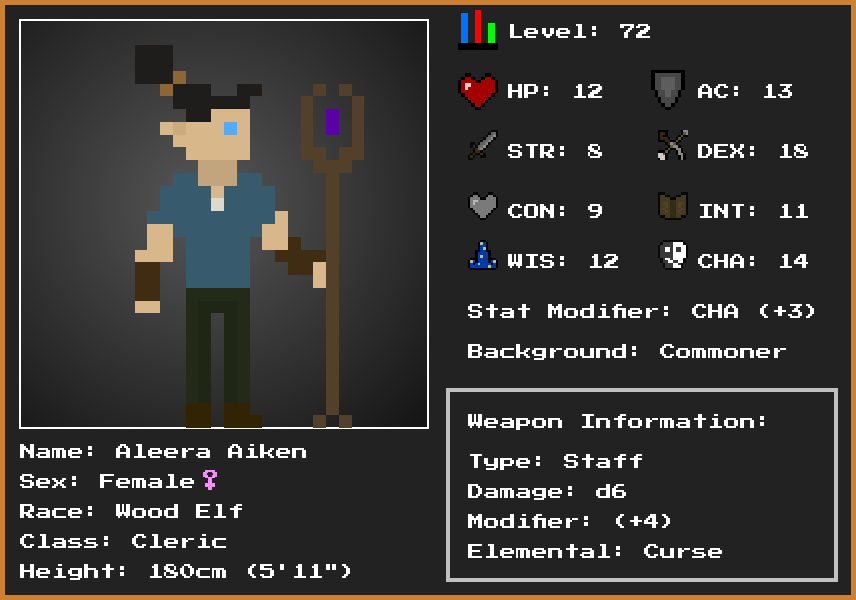 Level: 72
HP: 12 AC: 13
STR: 8 DEX: 18
CON: 9 INT: 11
WIS: 12 CHA: 14
Stat Modifier: CHA (+3)
Background: Commoner
Weapon Information:
Type: Staff
Damage: d6
Modifier: (+4)
Elemental: Curse
Name: Aleera Aiken
Sex: Female♀
Race: Wood Elf
Class: Cleric
Height: 180cm (5'11")